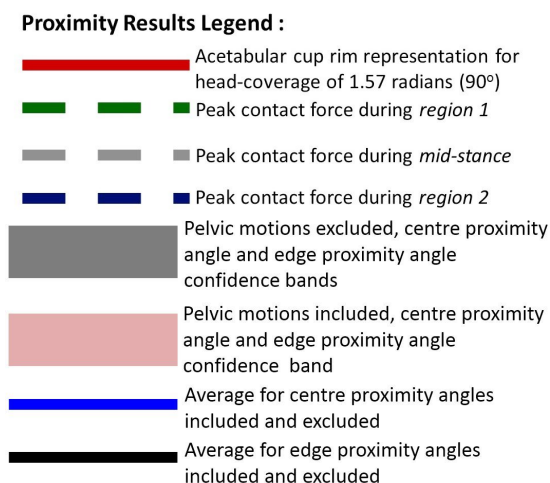 Proximity Results Legend :
Acetabular cup rim representation for
head-coverage of 1.57 radians (90º)
Peak contact force during region 1
Peak contact force during mid-stance
Peak contact force during region 2
Pelvic motions excluded, centre proximity
angle and edge proximity angle
confidence bands
Pelvic motions included, centre proximity
angle and edge proximity angle
confidence band
Average for centre proximity angles
included and excluded
Average for edge proximity angles
included and excluded